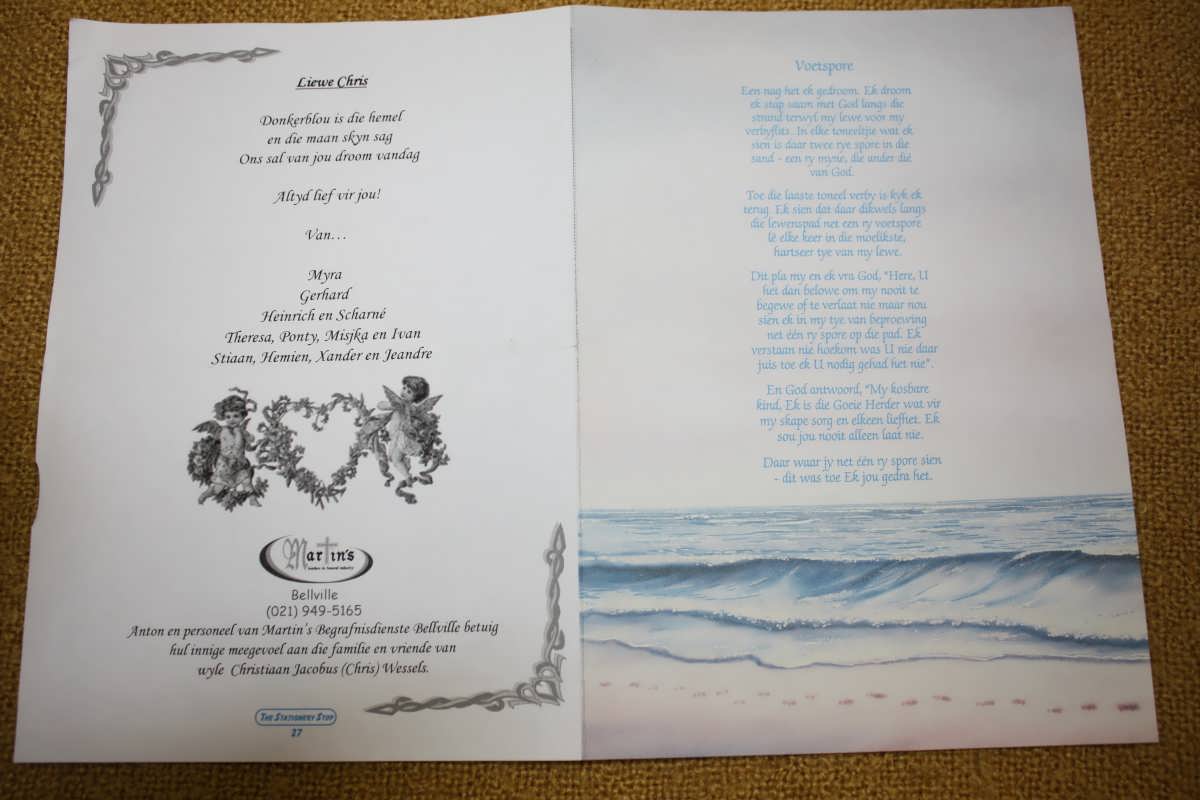 Liewe Chris
Donkerblou is die hemel
en die maan skyn sag
Ons sal van jou droom vandag
Altyd lief vir jou!
Van...
Myra
Gerhard
Heinrich en Scharné
Theresa, Ponty, Misjka en Ivan
Stiaan, Hemien, Xander en Jeandre
Martin's
leaders in funeral industry
Bellville
(021) 949-5165
Anton en personeel van Martin's Begrafnisdienste Bellville betuig
hul innige meegevoel aan die familie en vriende van
wyle Christiaan Jacobus (Chris) Wessels.
THE STATIONERY STOP
27
Voetspore
Een nag het ek gedroom. Ek droom
ek stap saam met God langs die
strand terwyl my lewe voor my
verbyflits. In elke toneeltjie wat ek
sien is daar twee rye spore in die
sand - een ry myne, die ander dié
van God.
Toe die laaste toneel verby is kyk ek
terug. Ek sien dat daar dikwels langs
die lewenspad net een ry voetspore
lê elke keer in die moeilikste,
hartseer tye van my lewe.
Dit pla my en ek vra God, "Here, U
het dan belowe om my nooit te
begewe of te verlaat nie maar nou
sien ek in my tye van beproewing
net één ry spore op die pad. Ek
verstaan nie hoekom was U nie daar
juis toe ek U nodig gehad het nie".
En God antwoord, "My kosbare
kind, Ek is die Goeie Herder wat vir
my skape sorg en elkeen liefhet. Ek
sou jou nooit alleen laat nie.
Daar waar jy net één ry spore sien
- dit was toe Ek jou gedra het.